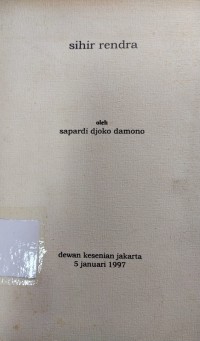 sihir rendra
oleh
sapardi djoko damono
dewan kesenian jakarta
5 januari 1997